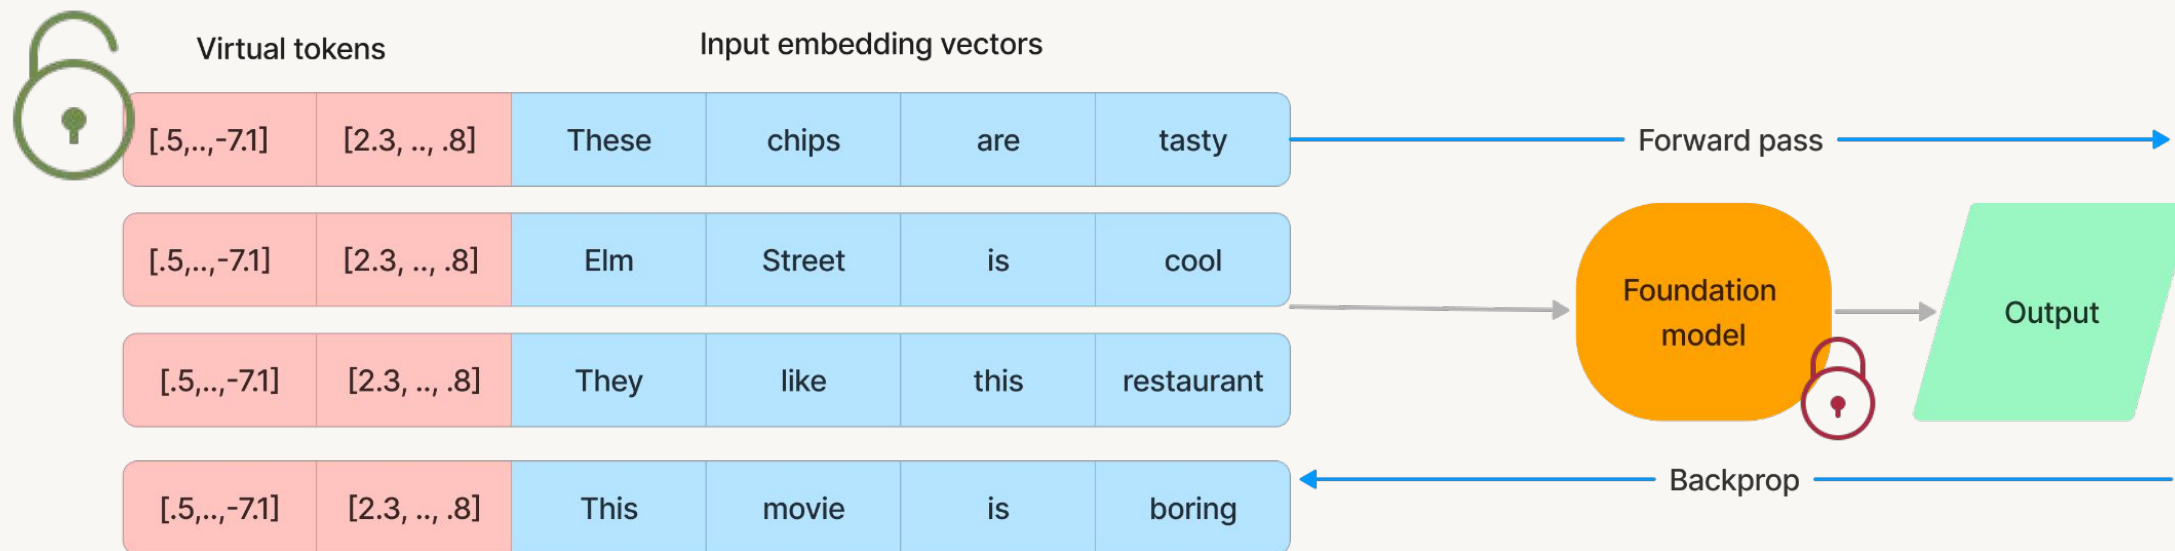 Virtual tokens
Input embedding vectors
[.5,..,-7.1] [2.3, .., .8] These chips are tasty
Forward pass
[.5,..,-7.1] [2.3, .., .8] Elm Street is cool
Foundation
model
Output
[.5,..,-7.1] [2.3, .., .8] They like this restaurant
Backprop
[.5,..,-7.1] [2.3, .., .8] This movie is boring